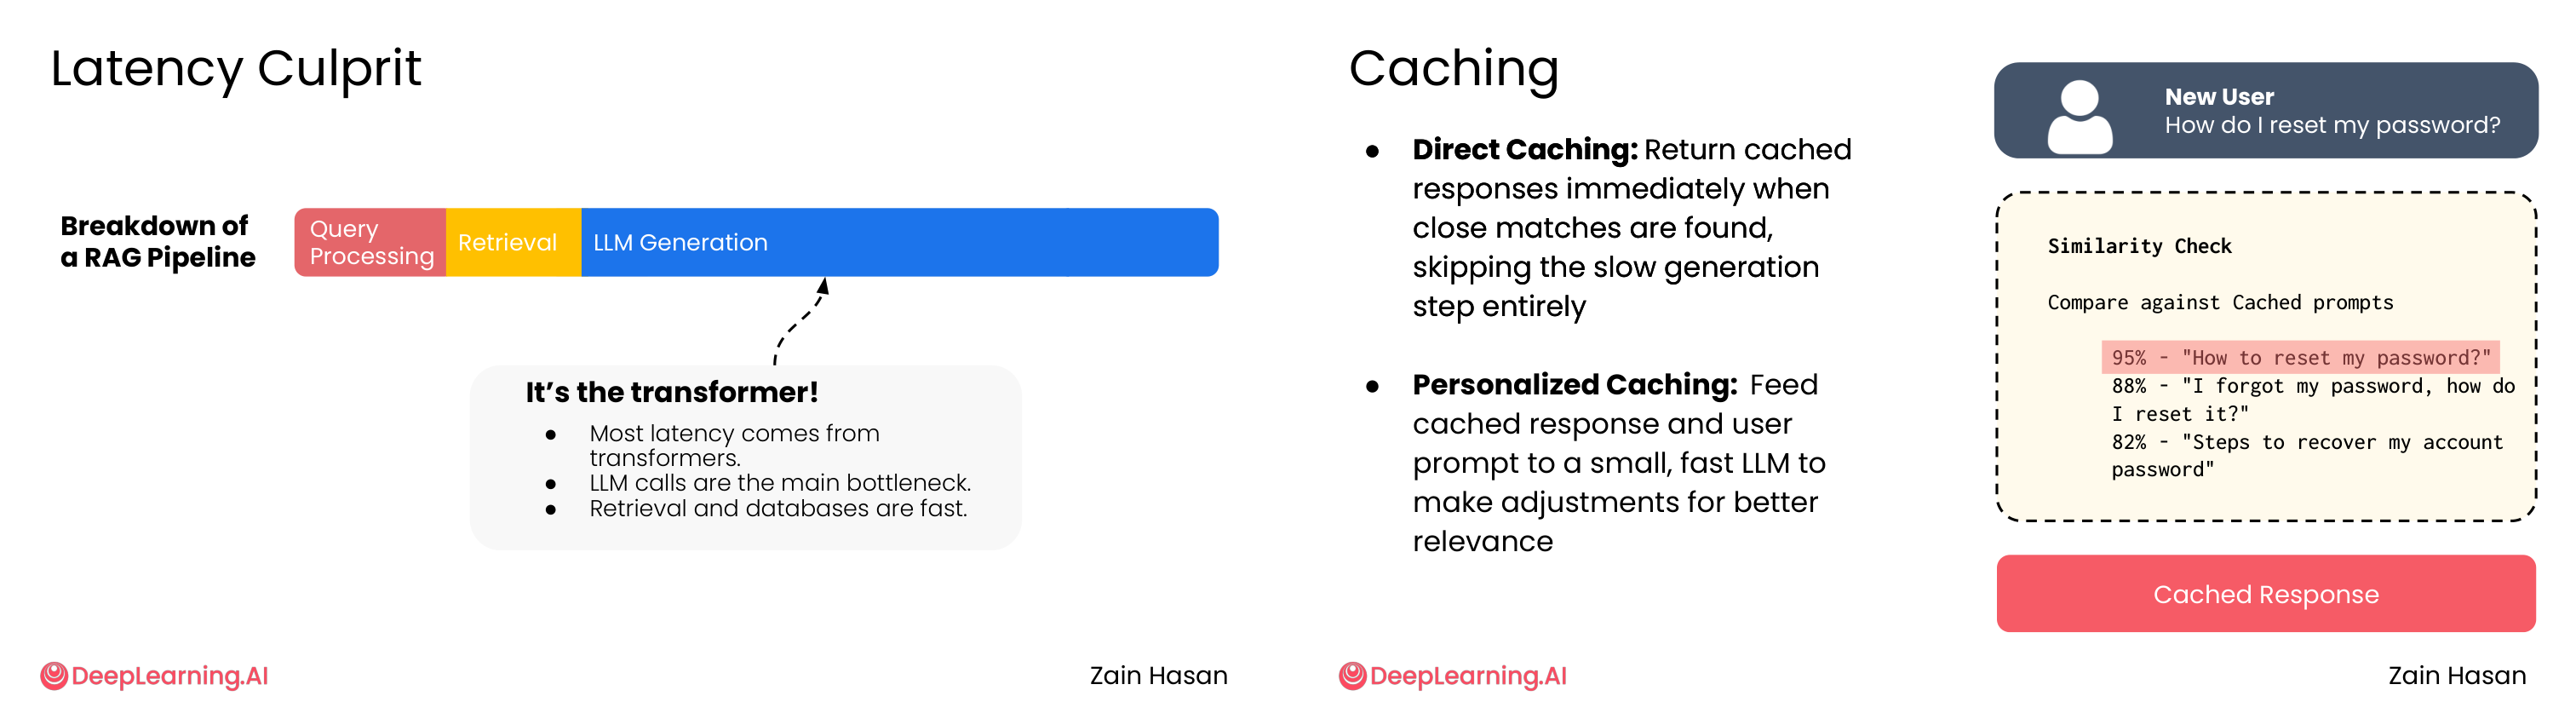 Latency Culprit
Breakdown of
a RAG Pipeline
Query
Processing
Retrieval
LLM Generation
It’s the transformer!
● Most latency comes from
transformers.
● LLM calls are the main bottleneck.
● Retrieval and databases are fast.
DeepLearning.AI
Zain Hasan
Caching
● Direct Caching: Return cached
responses immediately when
close matches are found,
skipping the slow generation
step entirely
● Personalized Caching: Feed
cached response and user
prompt to a small, fast LLM to
make adjustments for better
relevance
New User
How do I reset my password?
Similarity Check
Compare against Cached prompts
95% - "How to reset my password?"
88% - "I forgot my password, how do
I reset it?"
82% - "Steps to recover my account
password"
Cached Response
DeepLearning.AI
Zain Hasan